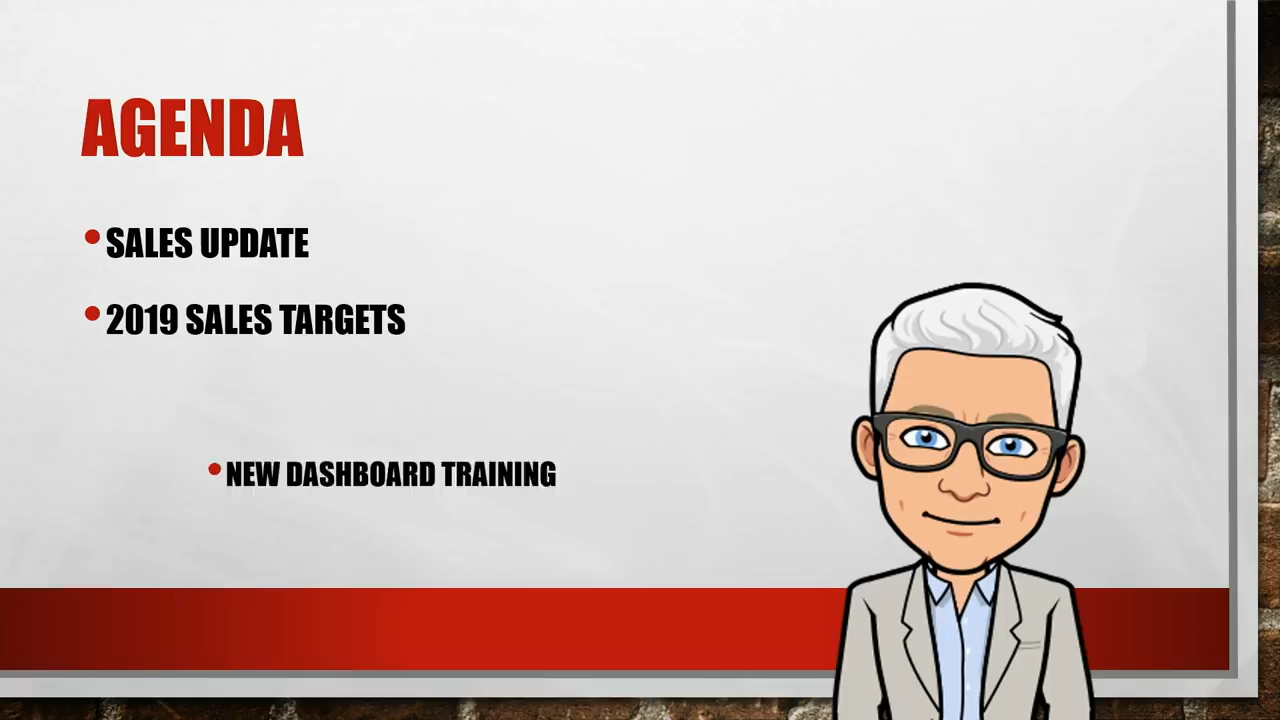 AGENDA
SALES UPDATE
2019 SALES TARGETS
NEW DASHBOARD TRAINING